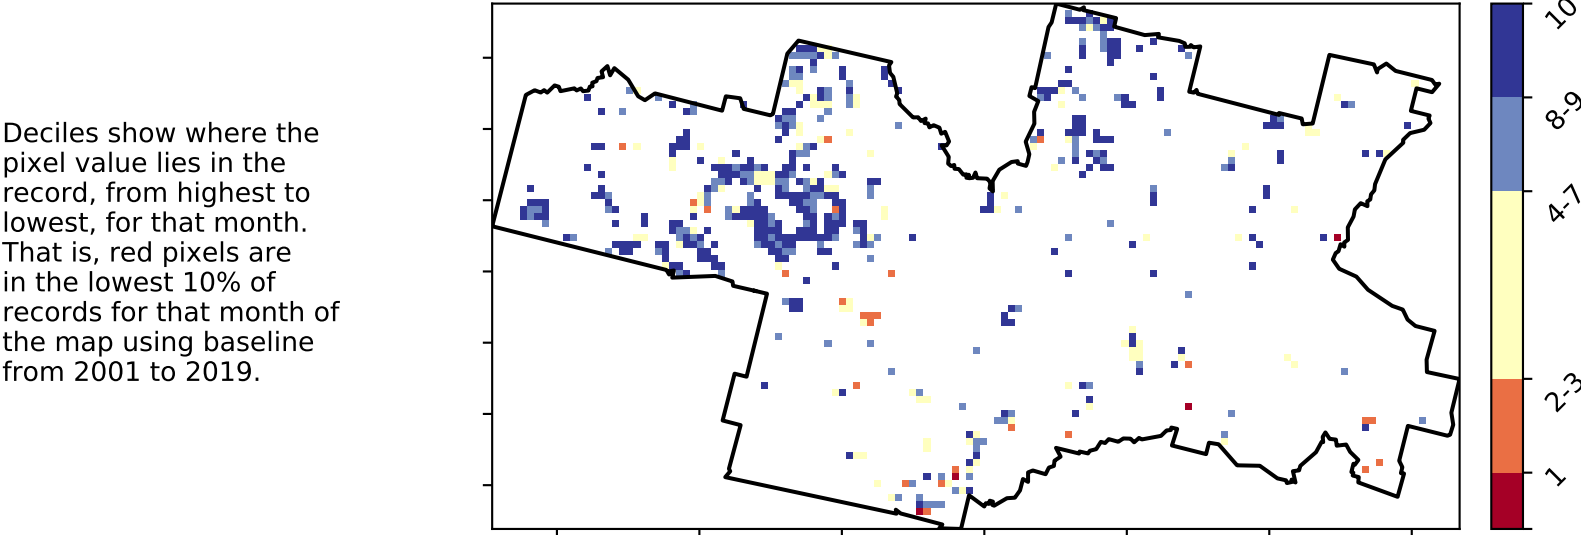 Deciles show where the
pixel value lies in the
record, from highest to
lowest, for that month.
That is, red pixels are
in the lowest 10% of
records for that month of
the map using baseline
from 2001 to 2019.
10
8-9
4-7
2-3
1